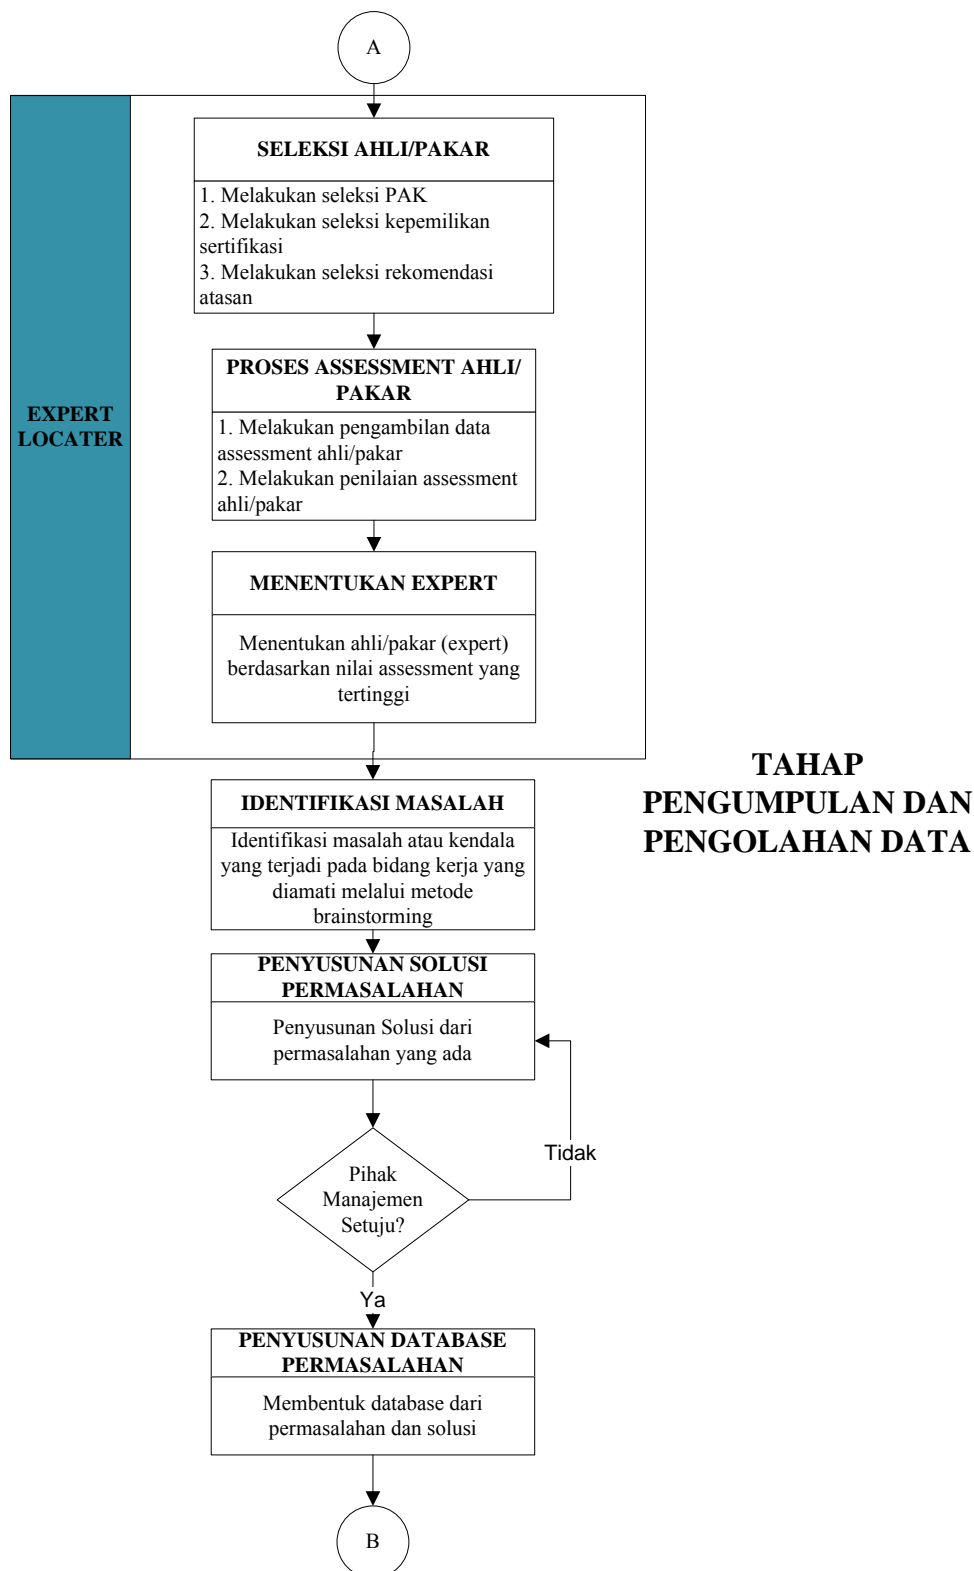 A
SELEKSI AHLI/PAKAR
1. Melakukan seleksi PAK
2. Melakukan seleksi kepemilikan
sertifikasi
3. Melakukan seleksi rekomendasi
atasan
PROSES ASSESSMENT AHLI/
PAKAR
1. Melakukan pengambilan data
assessment ahli/pakar
2. Melakukan penilaian assessment
ahli/pakar
EXPERT
LOCATER
MENENTUKAN EXPERT
Menentukan ahli/pakar (expert)
berdasarkan nilai assessment yang
tertinggi
IDENTIFIKASI MASALAH
Identifikasi masalah atau kendala
yang terjadi pada bidang kerja yang
diamati melalui metode
brainstorming
TAHAP
PENGUMPULAN DAN
PENGOLAHAN DATA
PENYUSUNAN SOLUSI
PERMASALAHAN
Penyusunan Solusi dari
permasalahan yang ada
Pihak
Manajemen
Setuju?
Tidak
Ya
PENYUSUNAN DATABASE
PERMASALAHAN
Membentuk database dari
permasalahan dan solusi
B